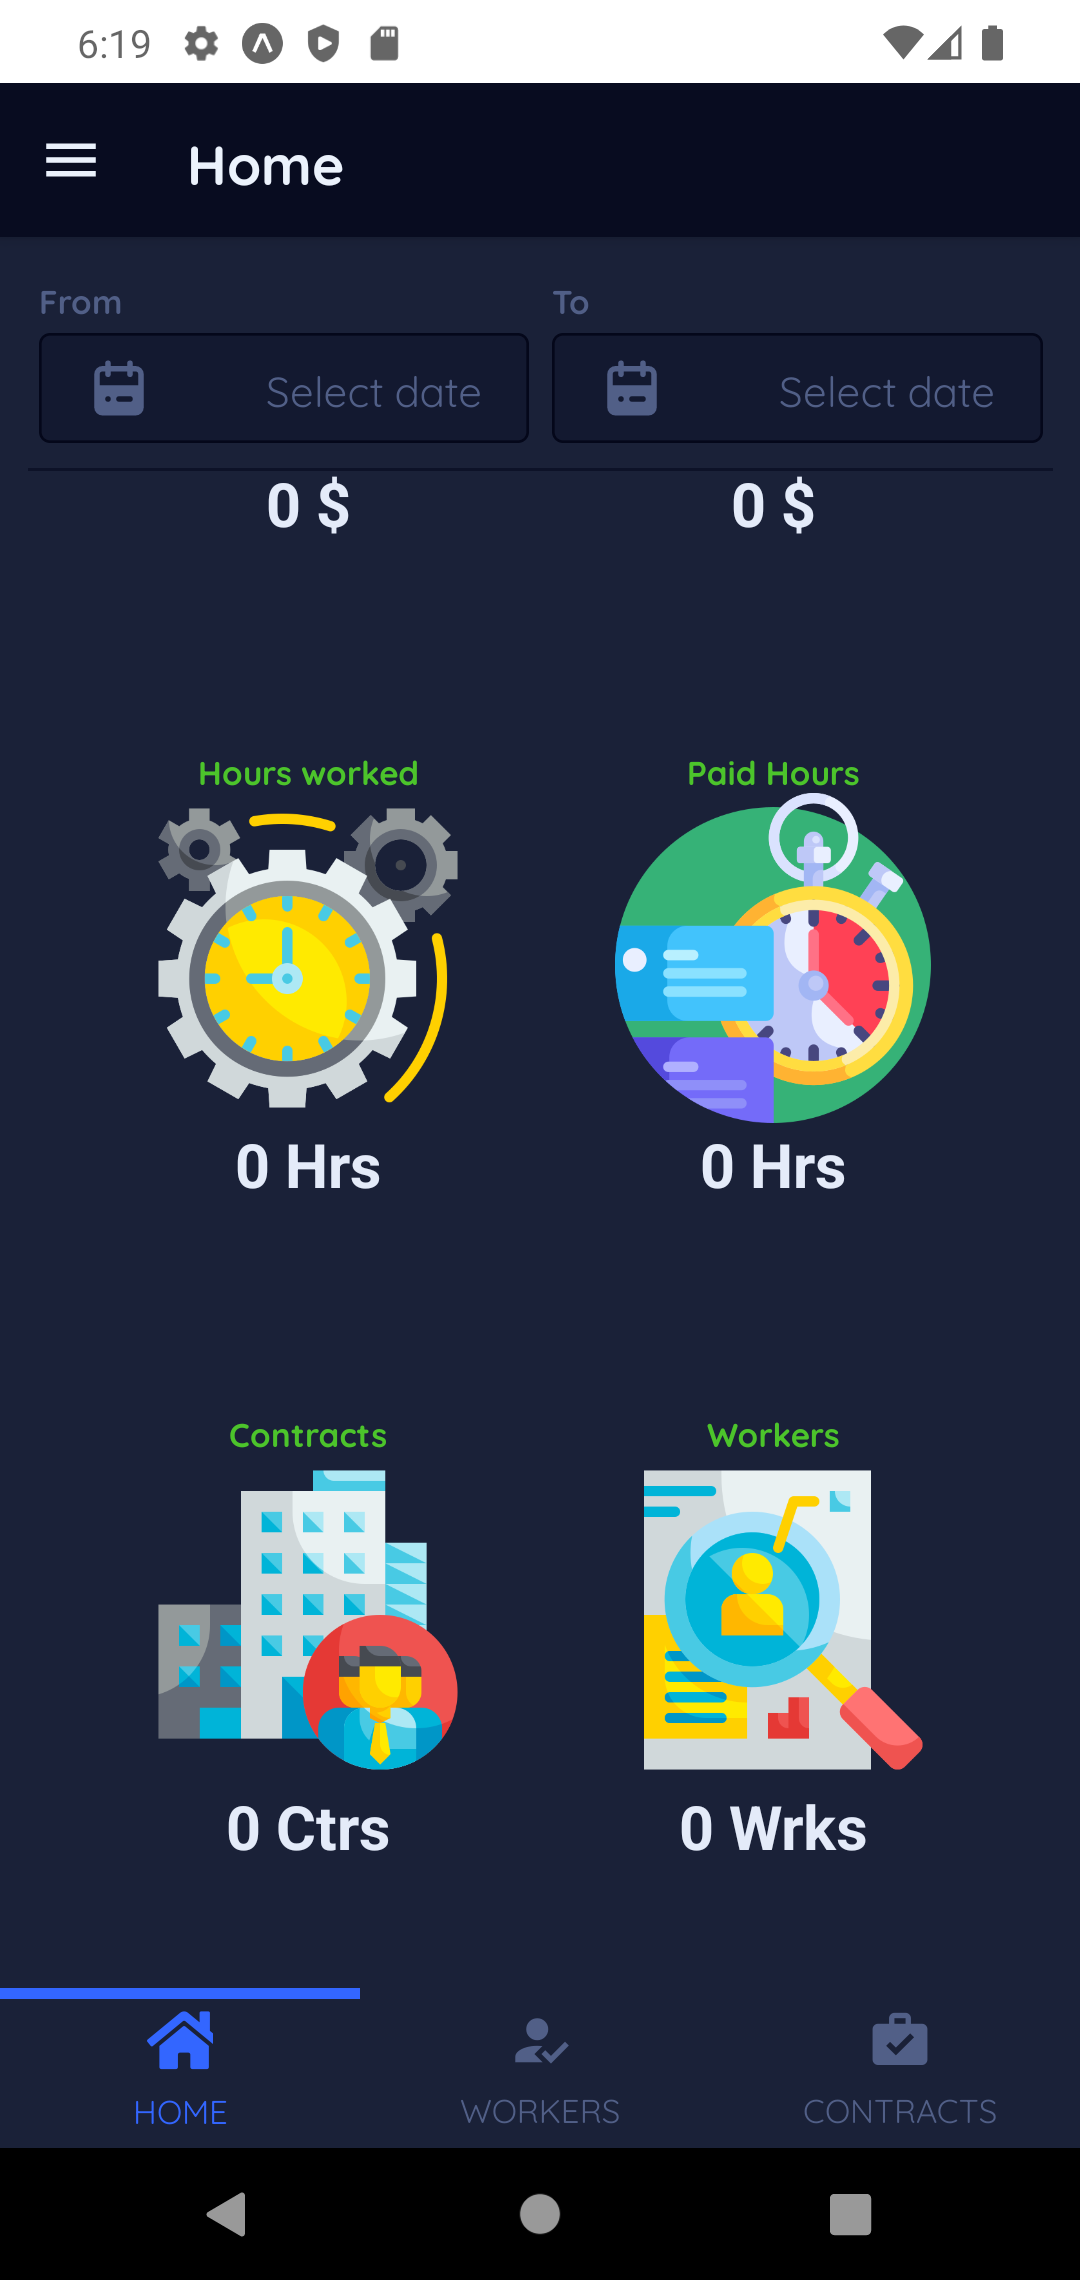 6:19
Home
From To
Select date Select date
0 $ 0 $
Hours worked Paid Hours
0 Hrs 0 Hrs
Contracts Workers
0 Ctrs 0 Wrks
HOME WORKERS CONTRACTS